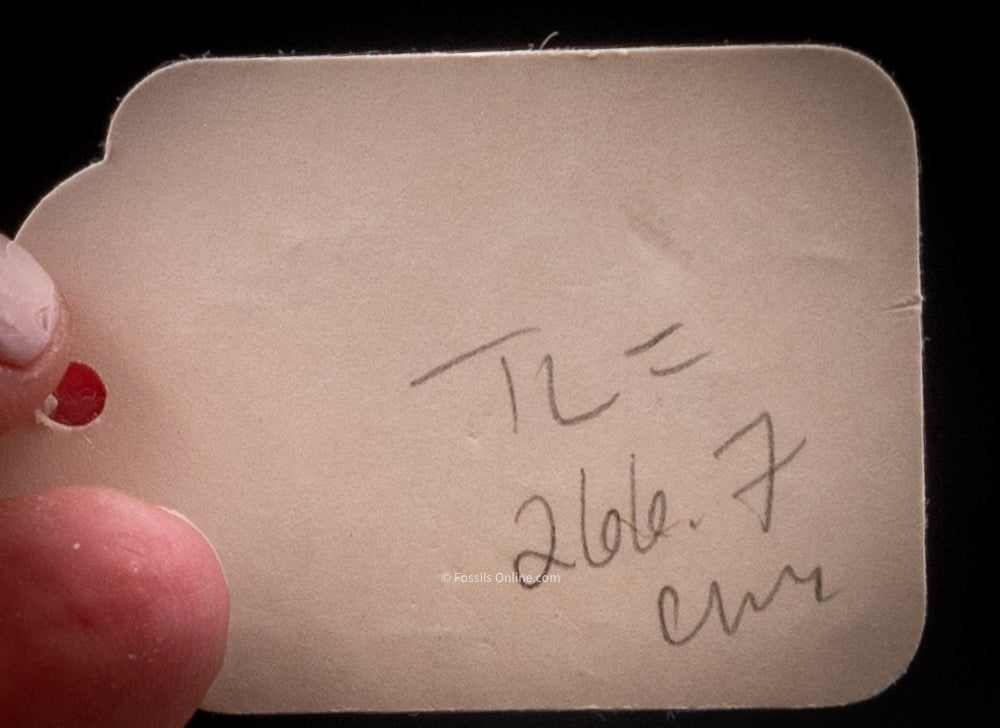 TL =
266.7
cm
© Fossils Online.com